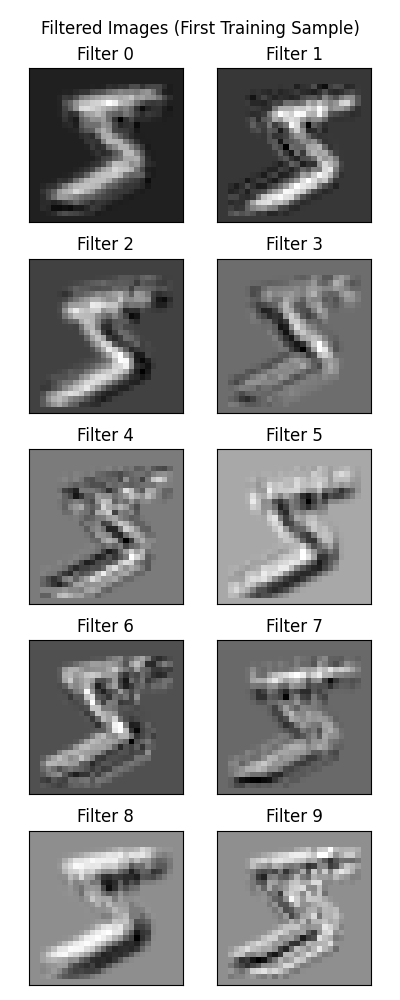 Filtered Images (First Training Sample)
Filter 0
Filter 1
Filter 2
Filter 3
Filter 4
Filter 5
Filter 6
Filter 7
Filter 8
Filter 9